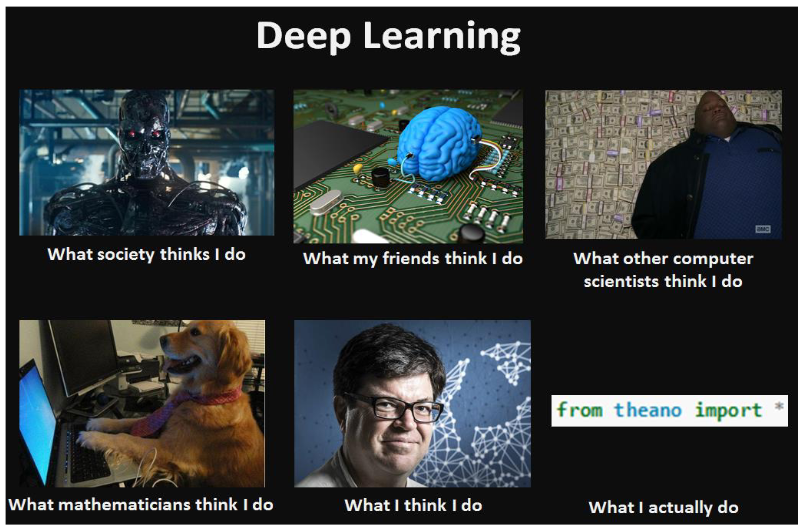 Deep Learning
What society thinks I do
What my friends think I do
What other computer
scientists think I do
amc
What mathematicians think I do
What I think I do
from theano import *
What I actually do